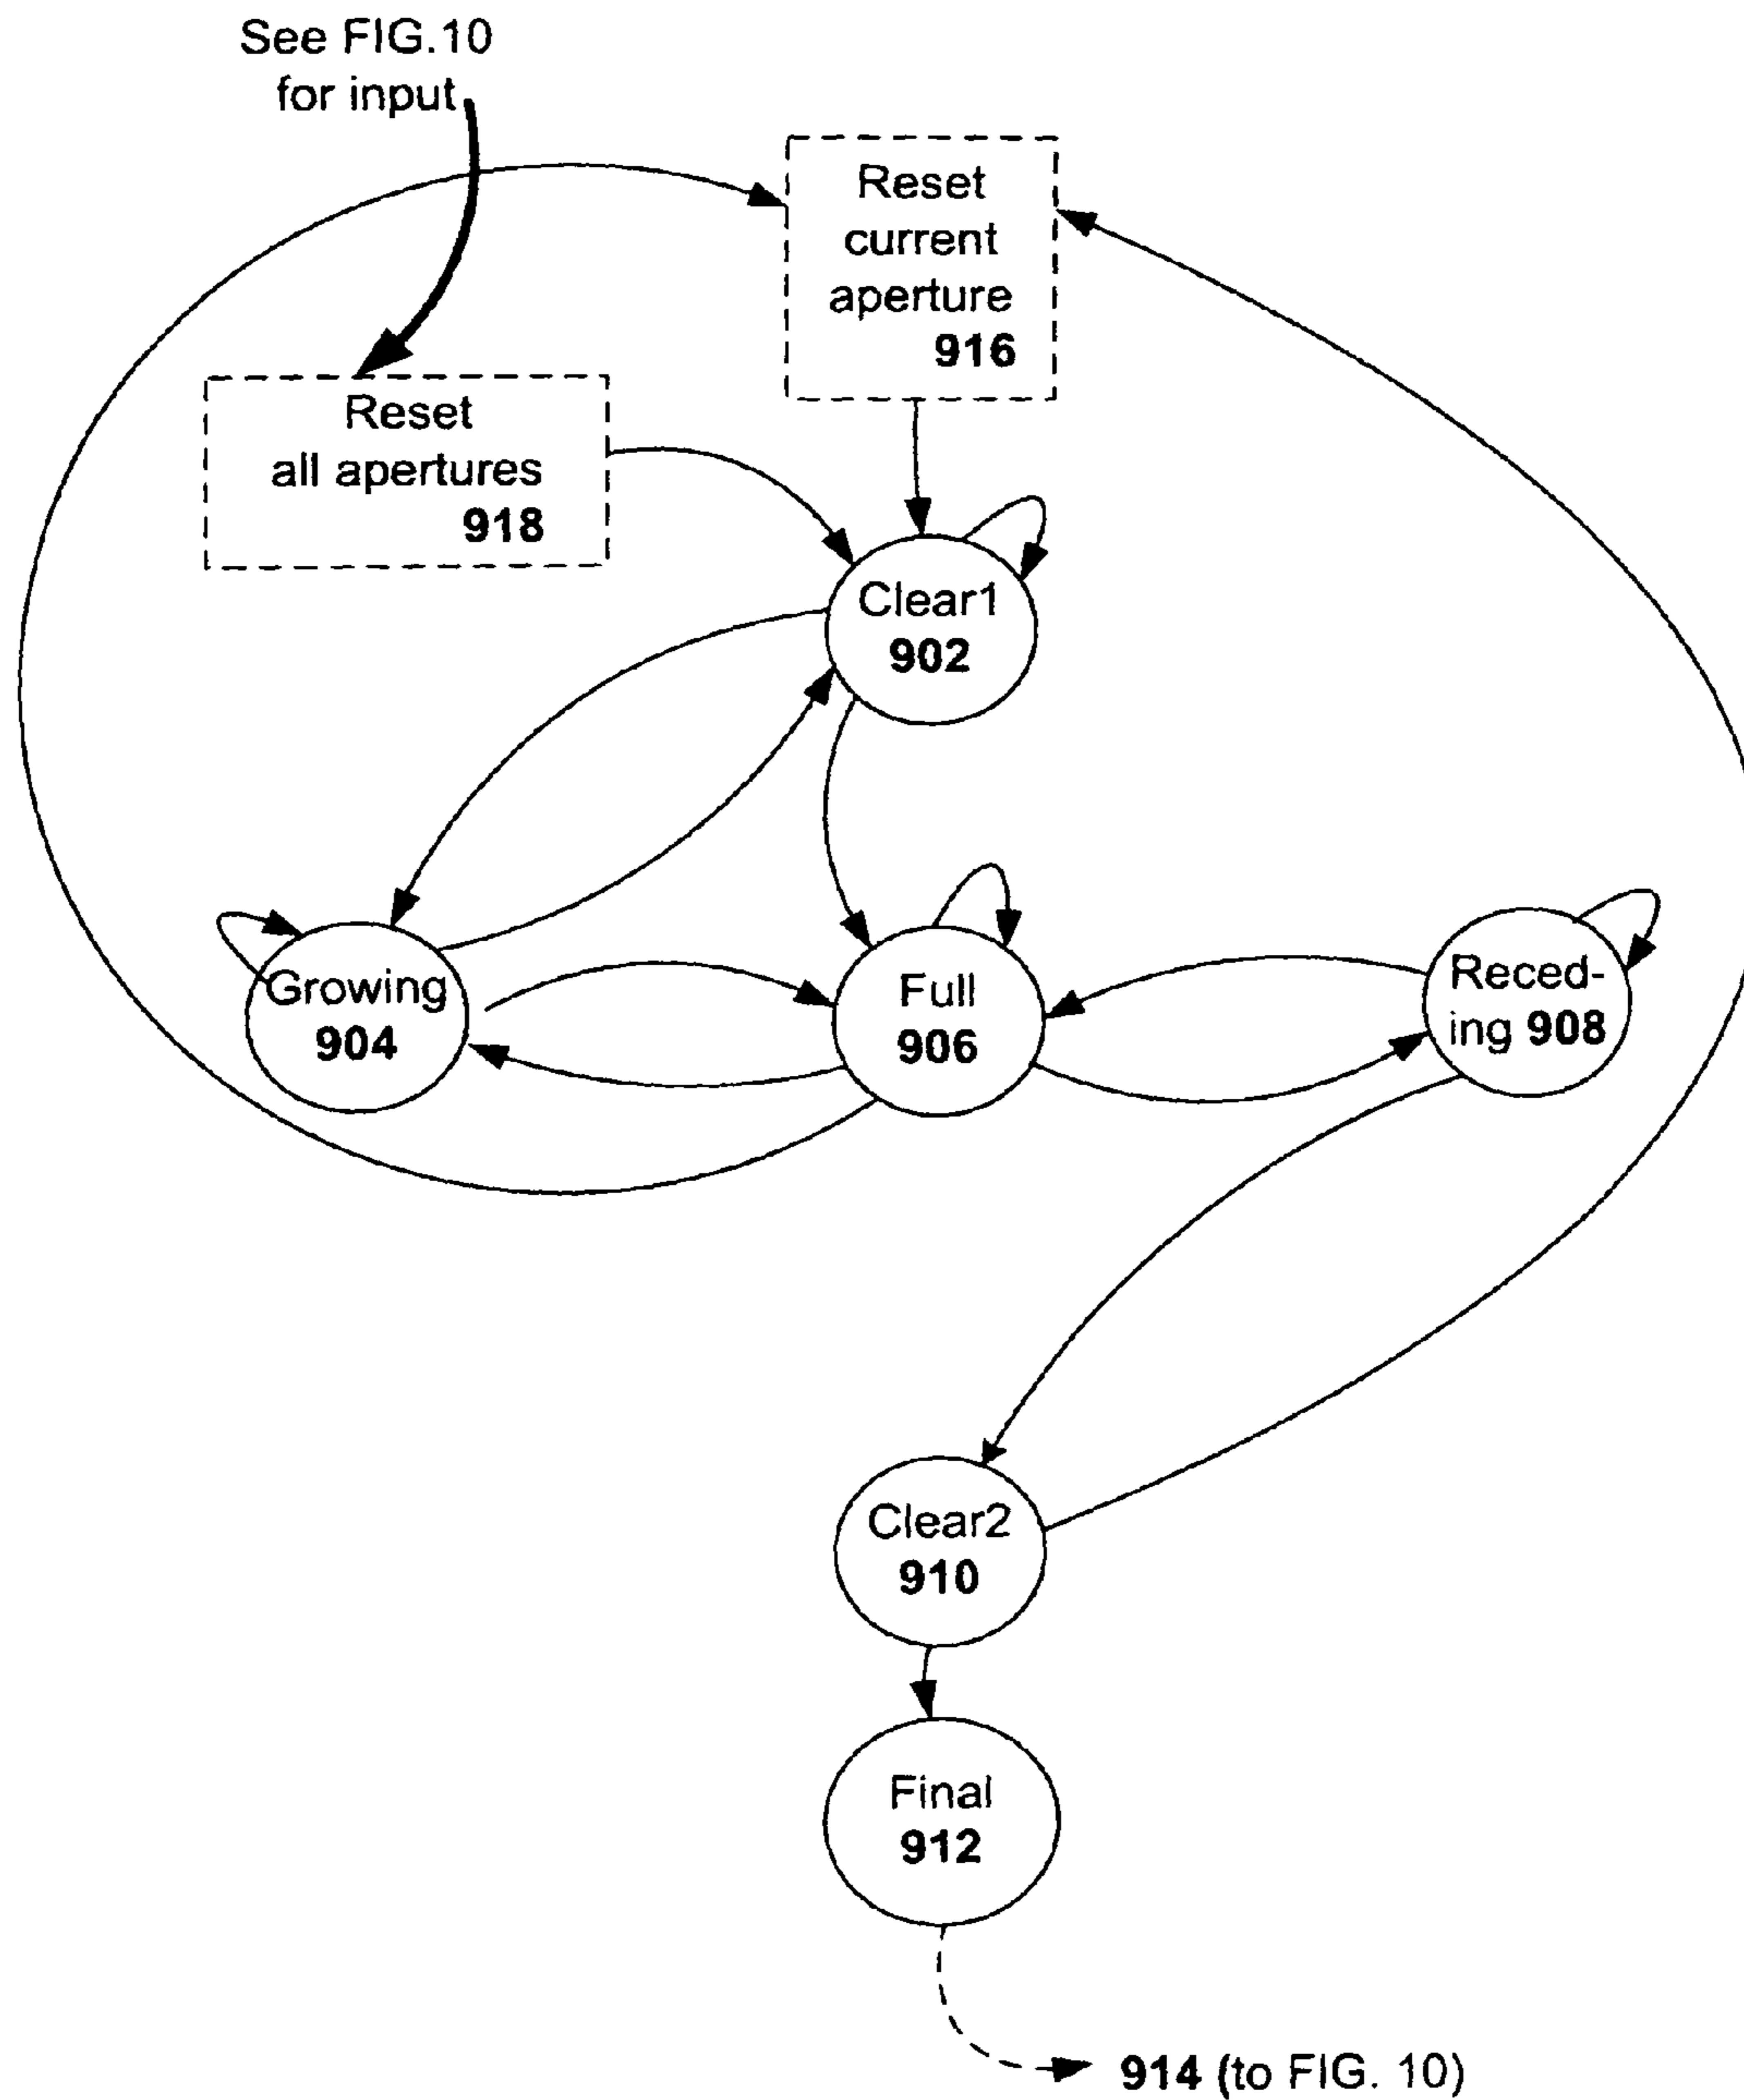 See FIG.10
for input
Reset
current
aperture
916
Reset
all apertures
918
Clear1
902
Growing
904
Full
906
Reced-
ing 908
Clear2
910
Final
912
914 (to FIG. 10)